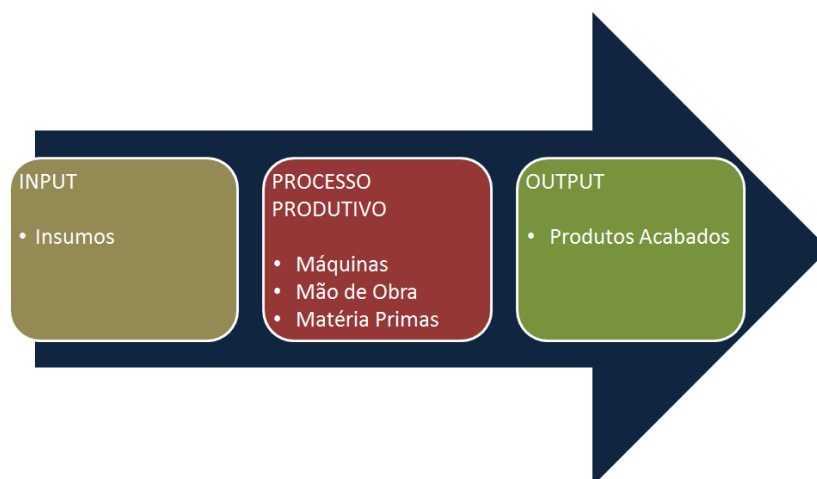 INPUT
• Insumos
PROCESSO
PRODUTIVO
• Máquinas
• Mão de Obra
• Matéria Primas
OUTPUT
• Produtos Acabados